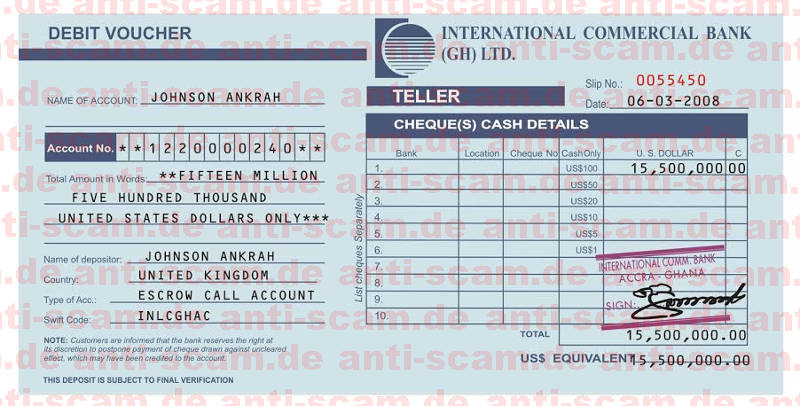 DEBIT VOUCHER
INTERNATIONAL COMMERCIAL BANK
(GH) LTD.
NAME OF ACCOUNT: JOHNSON ANKRAH
Slip No.: 0055450
Date: 06-03-2008
TELLER
CHEQUE(S) CASH DETAILS
Account No. **1220000240**
Bank Location Cheque No Cash Only U. S. DOLLAR C
Total Amount in Words: **FIFTEEN MILLION
FIVE HUNDRED THOUSAND
UNITED STATES DOLLARS ONLY***
1. US$100 15,500,000 00
2. US$50
3. US$20
4. US$10
5. US$5
6. US$1
7.
8.
9.
10.
List cheques Separately
INTERNATIONAL COMM. BANK
ACCRA - GHANA
SIGN:
Name of depositor: JOHNSON ANKRAH
Country: UNITED KINGDOM
Type of Acc.: ESCROW CALL ACCOUNT
Swift Code: INLCGHAC
TOTAL 15,500,000.00
US$ EQUIVALENT 15,500,000.00
NOTE: Customers are informed that the bank reserves the right at
its discretion to postpone payment of cheque drawn against uncleared
effect, which may have been credited to the account.
THIS DEPOSIT IS SUBJECT TO FINAL VERIFICATION
anti-scam.de